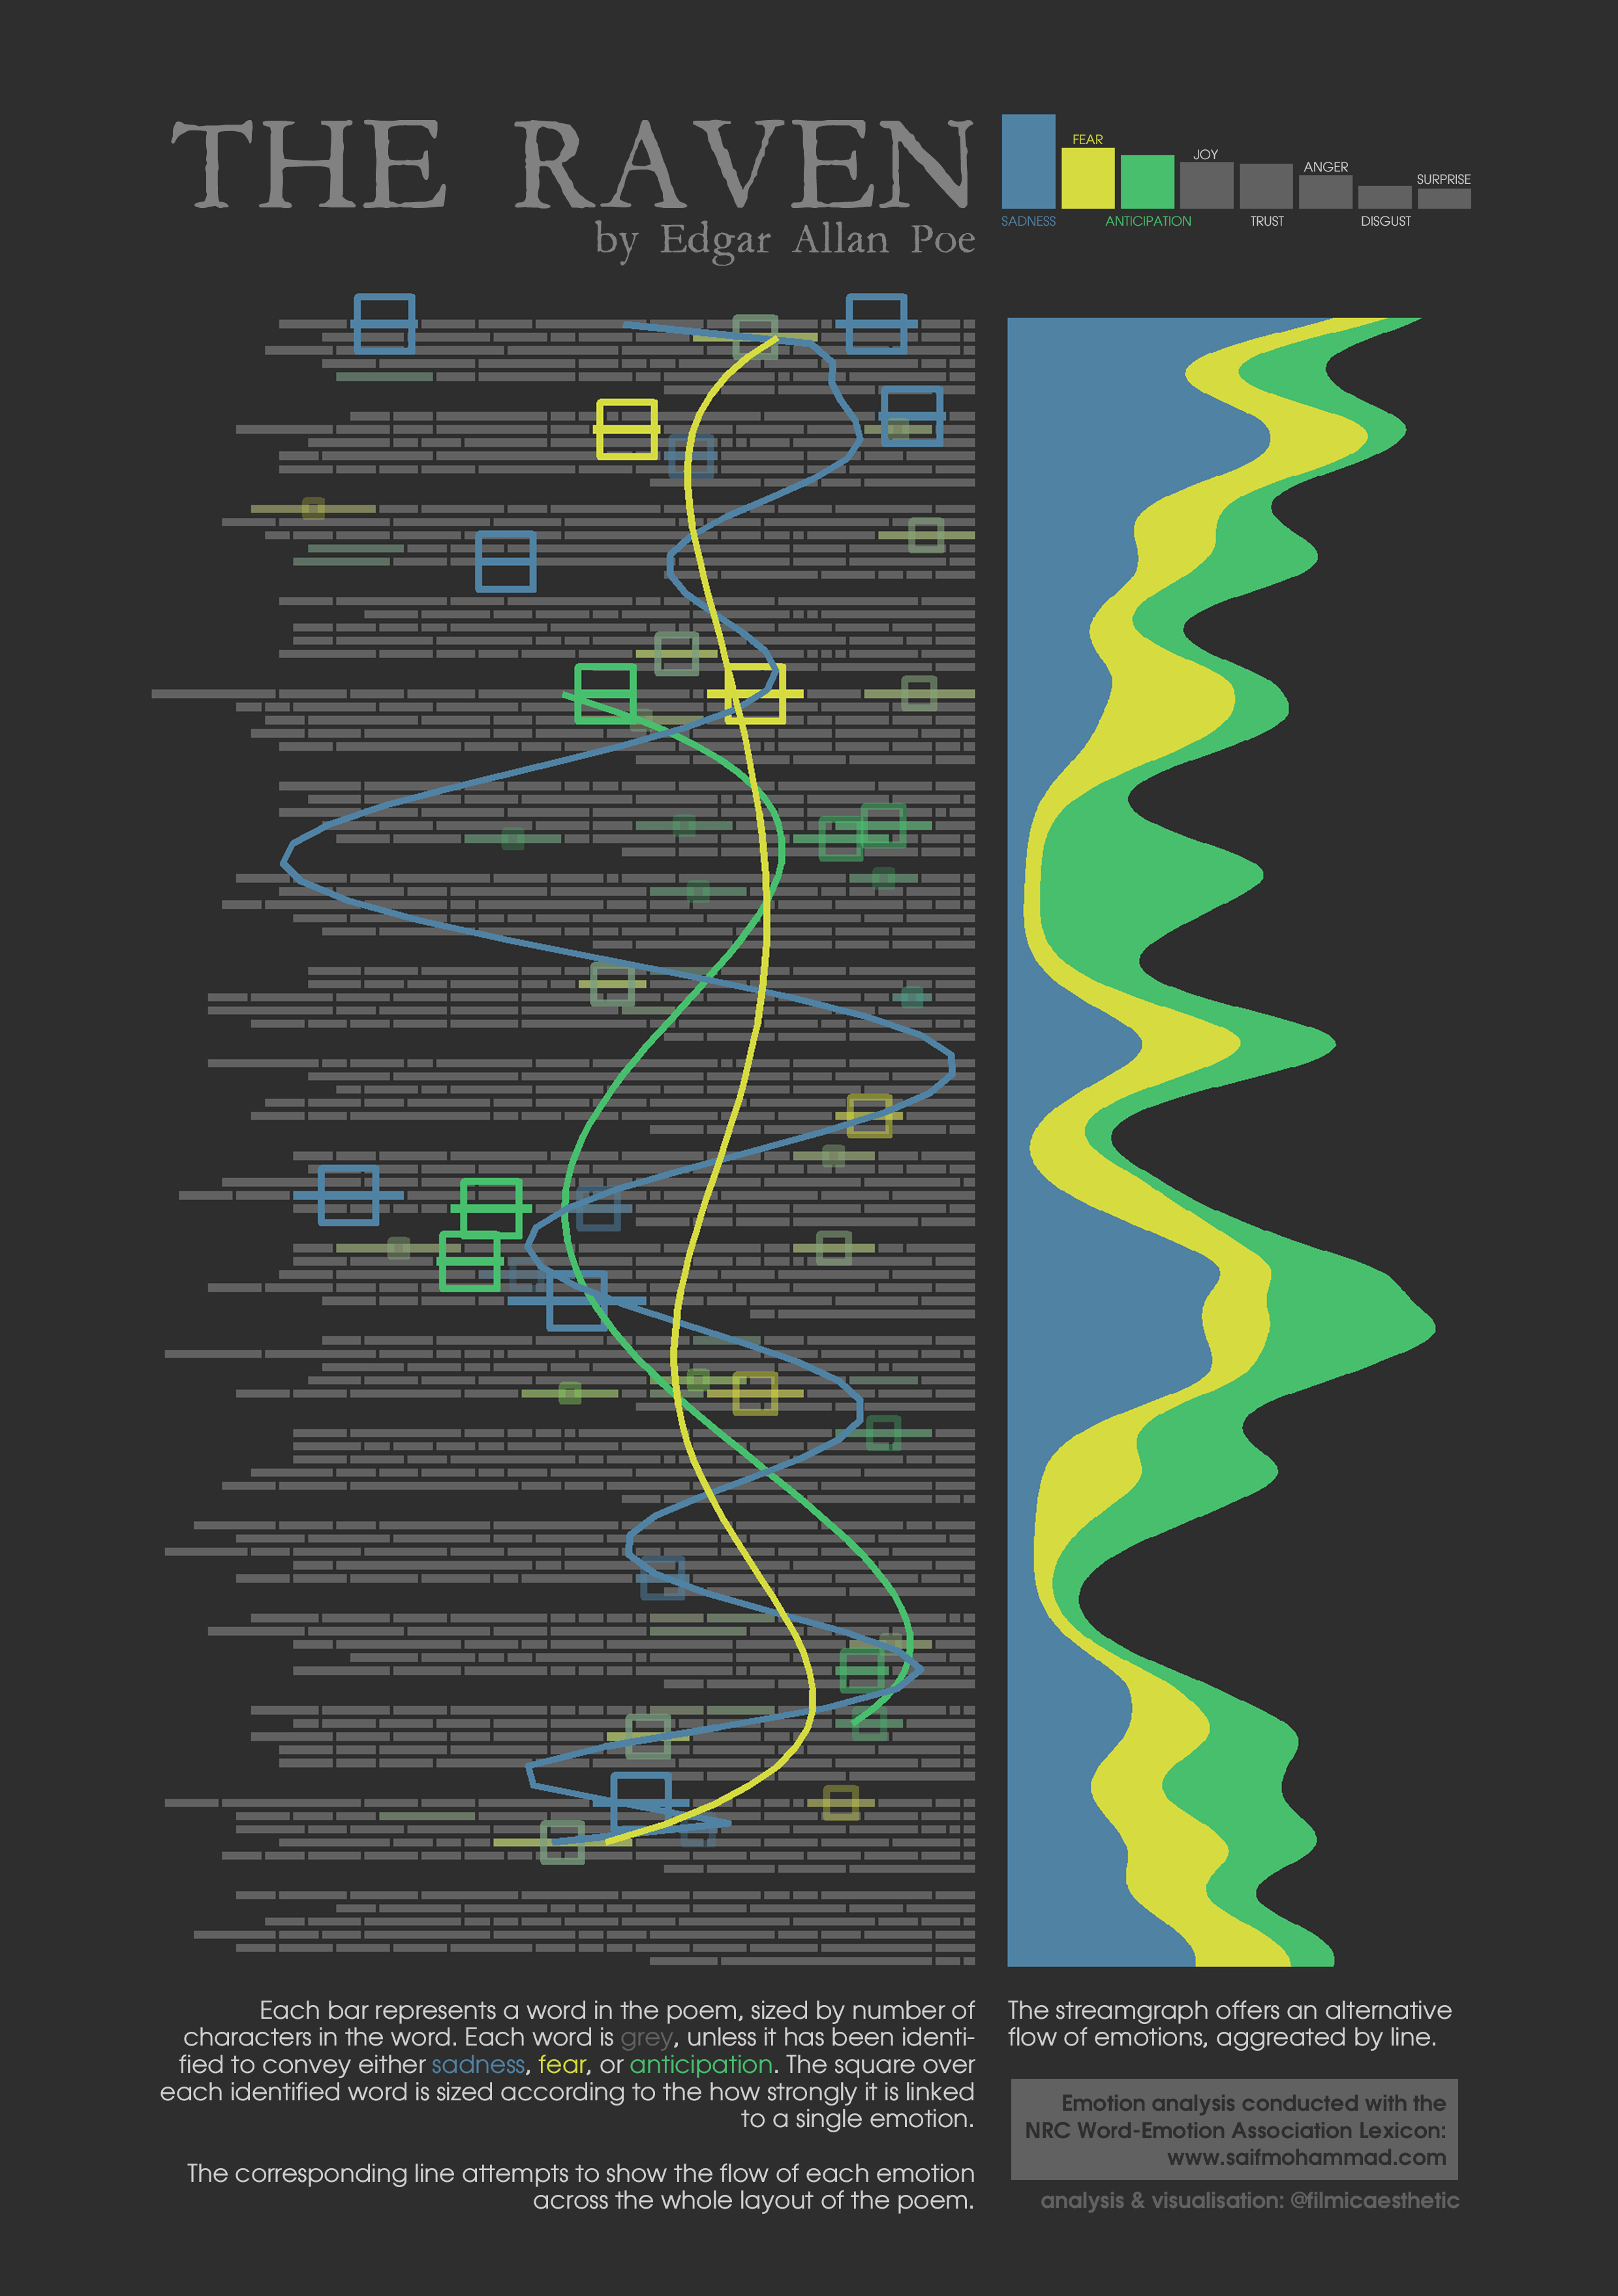 THE RAVEN
by Edgar Allan Poe
FEAR
JOY
ANGER
SURPRISE
SADNESS
ANTICIPATION
TRUST
DISGUST
Each bar represents a word in the poem, sized by number of
characters in the word. Each word is grey, unless it has been identi-
fied to convey either sadness, fear, or anticipation. The square over
each identified word is sized according to the how strongly it is linked
to a single emotion.
The corresponding line attempts to show the flow of each emotion
across the whole layout of the poem.
The streamgraph offers an alternative
flow of emotions, aggreated by line.
Emotion analysis conducted with the
NRC Word-Emotion Association Lexicon:
www.saifmohammad.com
analysis & visualisation: @filmicaesthetic